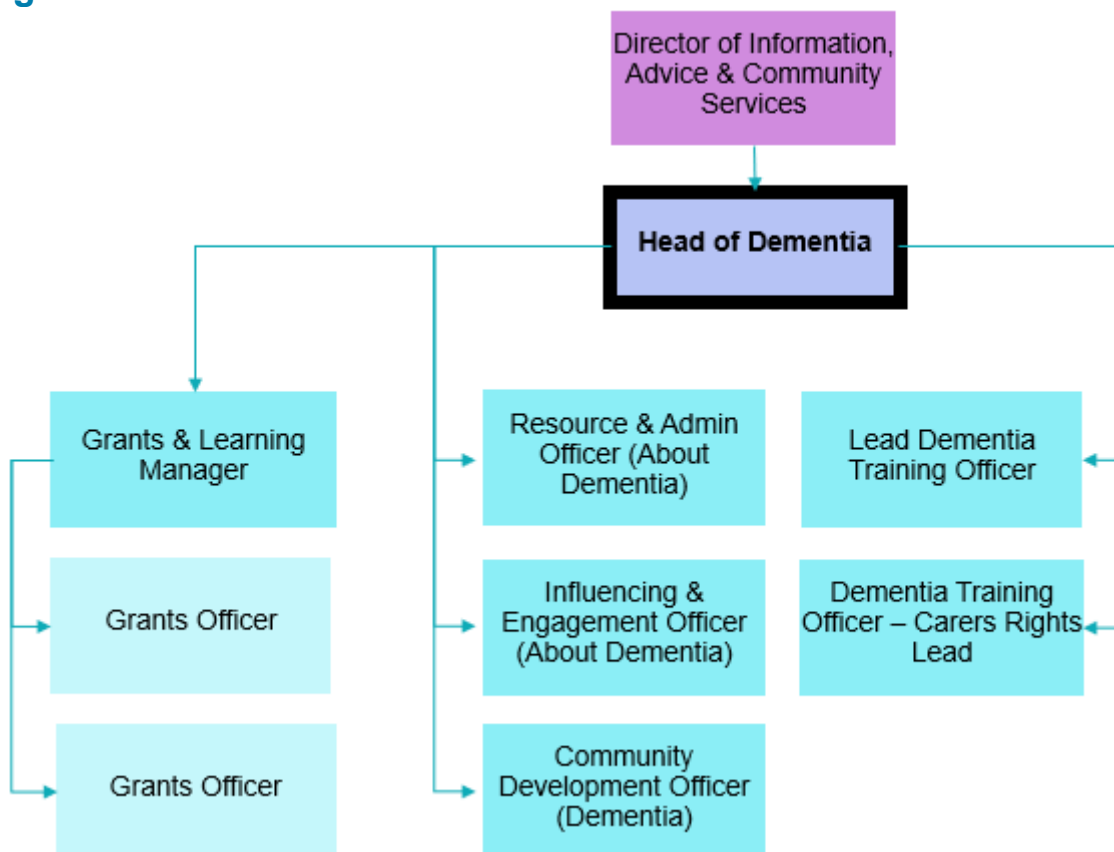 g
Director of Information,
Advice & Community
Services
Head of Dementia
Grants & Learning
Manager
Resource & Admin
Officer (About
Dementia)
Lead Dementia
Training Officer
Grants Officer
Influencing &
Engagement Officer
(About Dementia)
Dementia Training
Officer – Carers Rights
Lead
Grants Officer
Community
Development Officer
(Dementia)